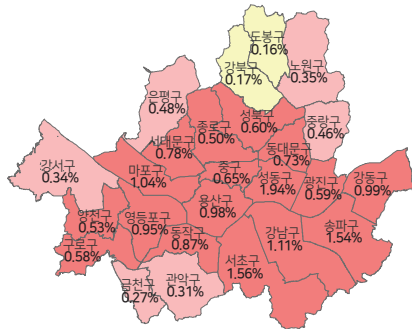 도봉구
0.16%
강북구
0.17%
노원구
0.35%
은평구
0.48%
성북구
0.60%
종로구
0.50%
중랑구
0.46%
서대문구
0.78%
동대문구
0.73%
강서구
0.34%
마포구
1.04%
중구
0.65%
성동구
1.94%
광진구
0.59%
강동구
0.99%
양천구
0.53%
영등포구
0.95%
용산구
0.98%
동작구
0.87%
강남구
1.11%
송파구
1.54%
구로구
0.58%
금천구
0.27%
관악구
0.31%
서초구
1.56%